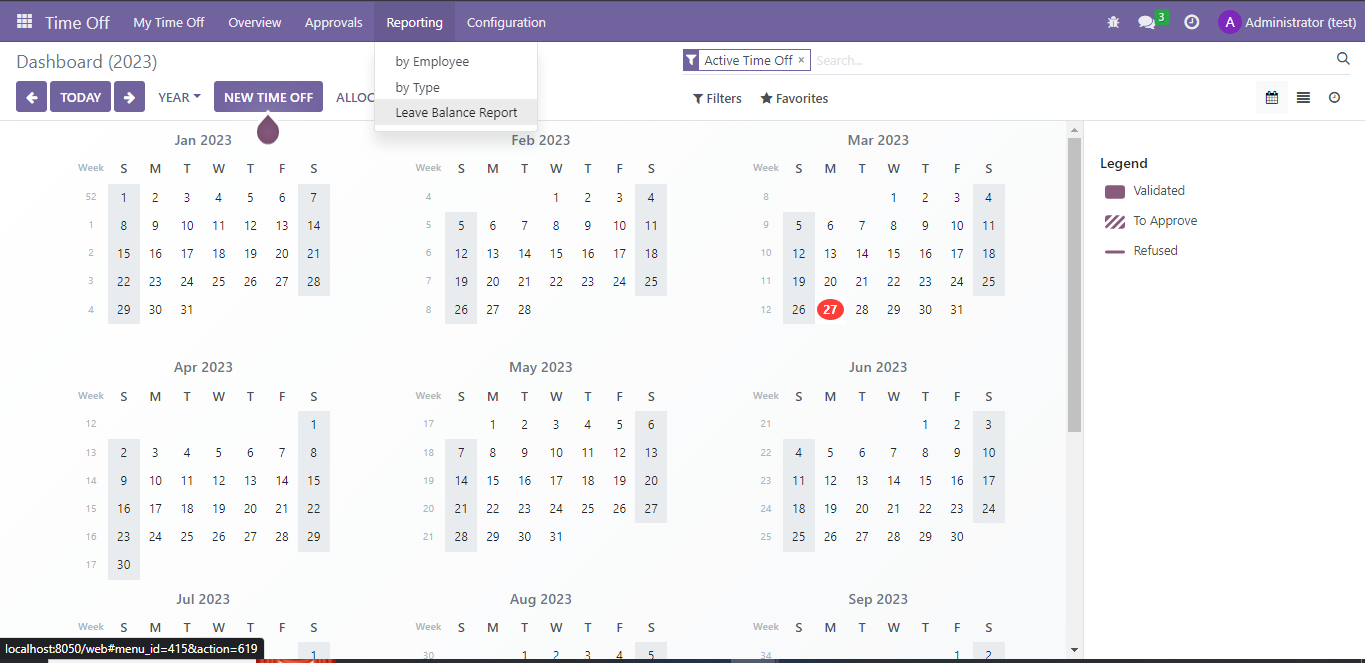 Time Off My Time Off Overview Approvals Reporting Configuration 3 A Administrator (test)
Dashboard (2023)
Active Time Off × Search...
by Employee
by Type
Leave Balance Report
TODAY YEAR NEW TIME OFF ALLOC
Filters Favorites
Jan 2023 Feb 2023 Mar 2023
Week S M T W T F S Week S M T W T F S Week S M T W T F S
52 1 2 3 4 5 6 7 4 1 2 3 4 8 1 2 3 4
1 8 9 10 11 12 13 14 5 5 6 7 8 9 10 11 9 5 6 7 8 9 10 11
2 15 16 17 18 19 20 21 6 12 13 14 15 16 17 18 10 12 13 14 15 16 17 18
3 22 23 24 25 26 27 28 7 19 20 21 22 23 24 25 11 19 20 21 22 23 24 25
4 29 30 31 8 26 27 28 12 26 27 28 29 30 31
Apr 2023 May 2023 Jun 2023
Week S M T W T F S Week S M T W T F S Week S M T W T F S
12 1 17 1 2 3 4 5 6 21 1 2 3
13 2 3 4 5 6 7 8 18 7 8 9 10 11 12 13 22 4 5 6 7 8 9 10
14 9 10 11 12 13 14 15 19 14 15 16 17 18 19 20 23 11 12 13 14 15 16 17
15 16 17 18 19 20 21 22 20 21 22 23 24 25 26 27 24 18 19 20 21 22 23 24
16 23 24 25 26 27 28 29 21 28 29 30 31 25 25 26 27 28 29 30
17 30
Jul 2023 Aug 2023 Sep 2023
Week S M T W T F S Week S M T W T F S Week S M T W T F S
1 30 1 2 3 4 5 34 1 2
Legend
Validated
To Approve
Refused
localhost:8050/web#menu_id=415&action=619